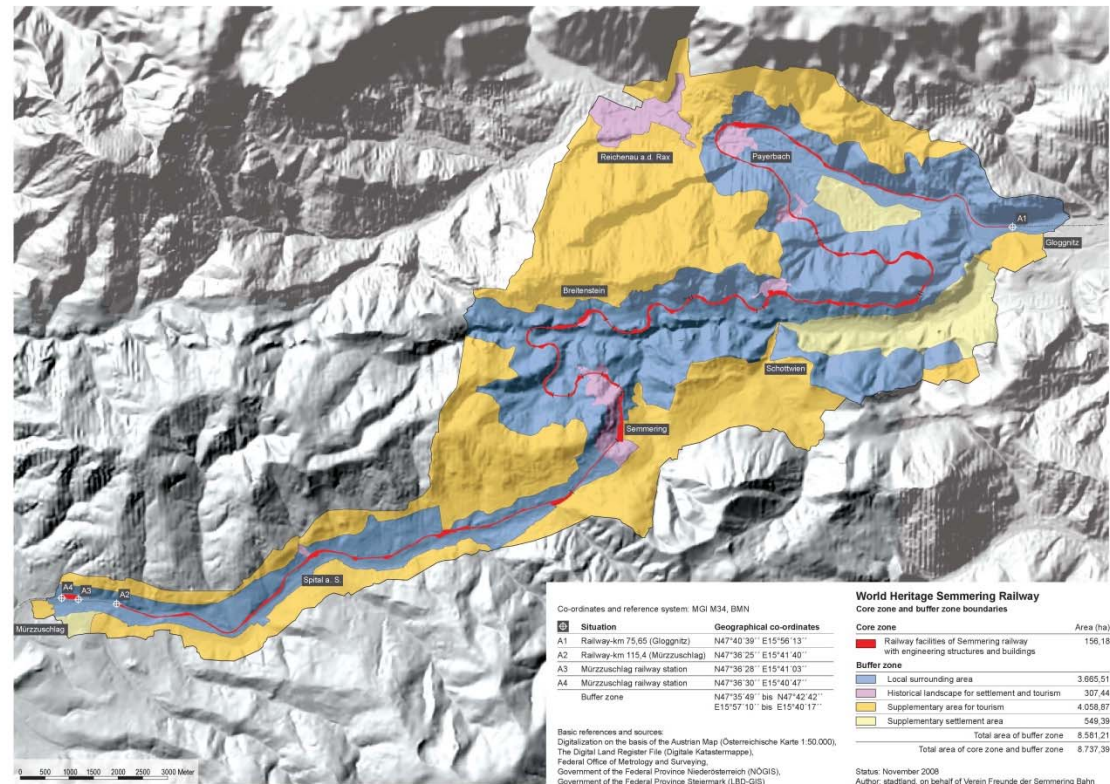 Reichenau a.d. Rax
Payerbach
A1
Gloggnitz
Breitenstein
Schottwien
Semmering
Spital a. S.
A4
A3
A2
Mürzzuschlag
0 500 1000 1500 2000 2500 3000 Meter
Co-ordinates and reference system: MGI M34, BMN
Situation Geographical co-ordinates
A1 Railway-km 75,65 (Gloggnitz) N47°40´39´´ E15°56´13´´
A2 Railway-km 115,4 (Mürzzuschlag) N47°36´25´´ E15°41´40´´
A3 Mürzzuschlag railway station N47°36´28´´ E15°41´03´´
A4 Mürzzuschlag railway station N47°36´30´´ E15°40´47´´
Buffer zone N47°35´49´´ bis N47°42´42´´
E15°57´10´´ bis E15°40´17´´
Basic references and sources:
Digitalization on the basis of the Austrian Map (Österreichische Karte 1:50.000),
The Digital Land Register File (Digitale Katastermappe),
Federal Office of Metrology and Surveying,
Government of the Federal Province Niederösterreich (NÖGIS),
Government of the Federal Province Steiermark (LBD-GIS)
World Heritage Semmering Railway
Core zone and buffer zone boundaries
Core zone Area (ha)
Railway facilities of Semmering railway 156,18
with engineering structures and buildings
Buffer zone
Local surrounding area 3.665,51
Historical landscape for settlement and tourism 307,44
Supplementary area for tourism 4.058,87
Supplementary settlement area 549,39
Total area of buffer zone 8.581,21
Total area of core zone and buffer zone 8.737,39
Status: November 2008
Author: stadtland, on behalf of Verein Freunde der Semmering Bahn